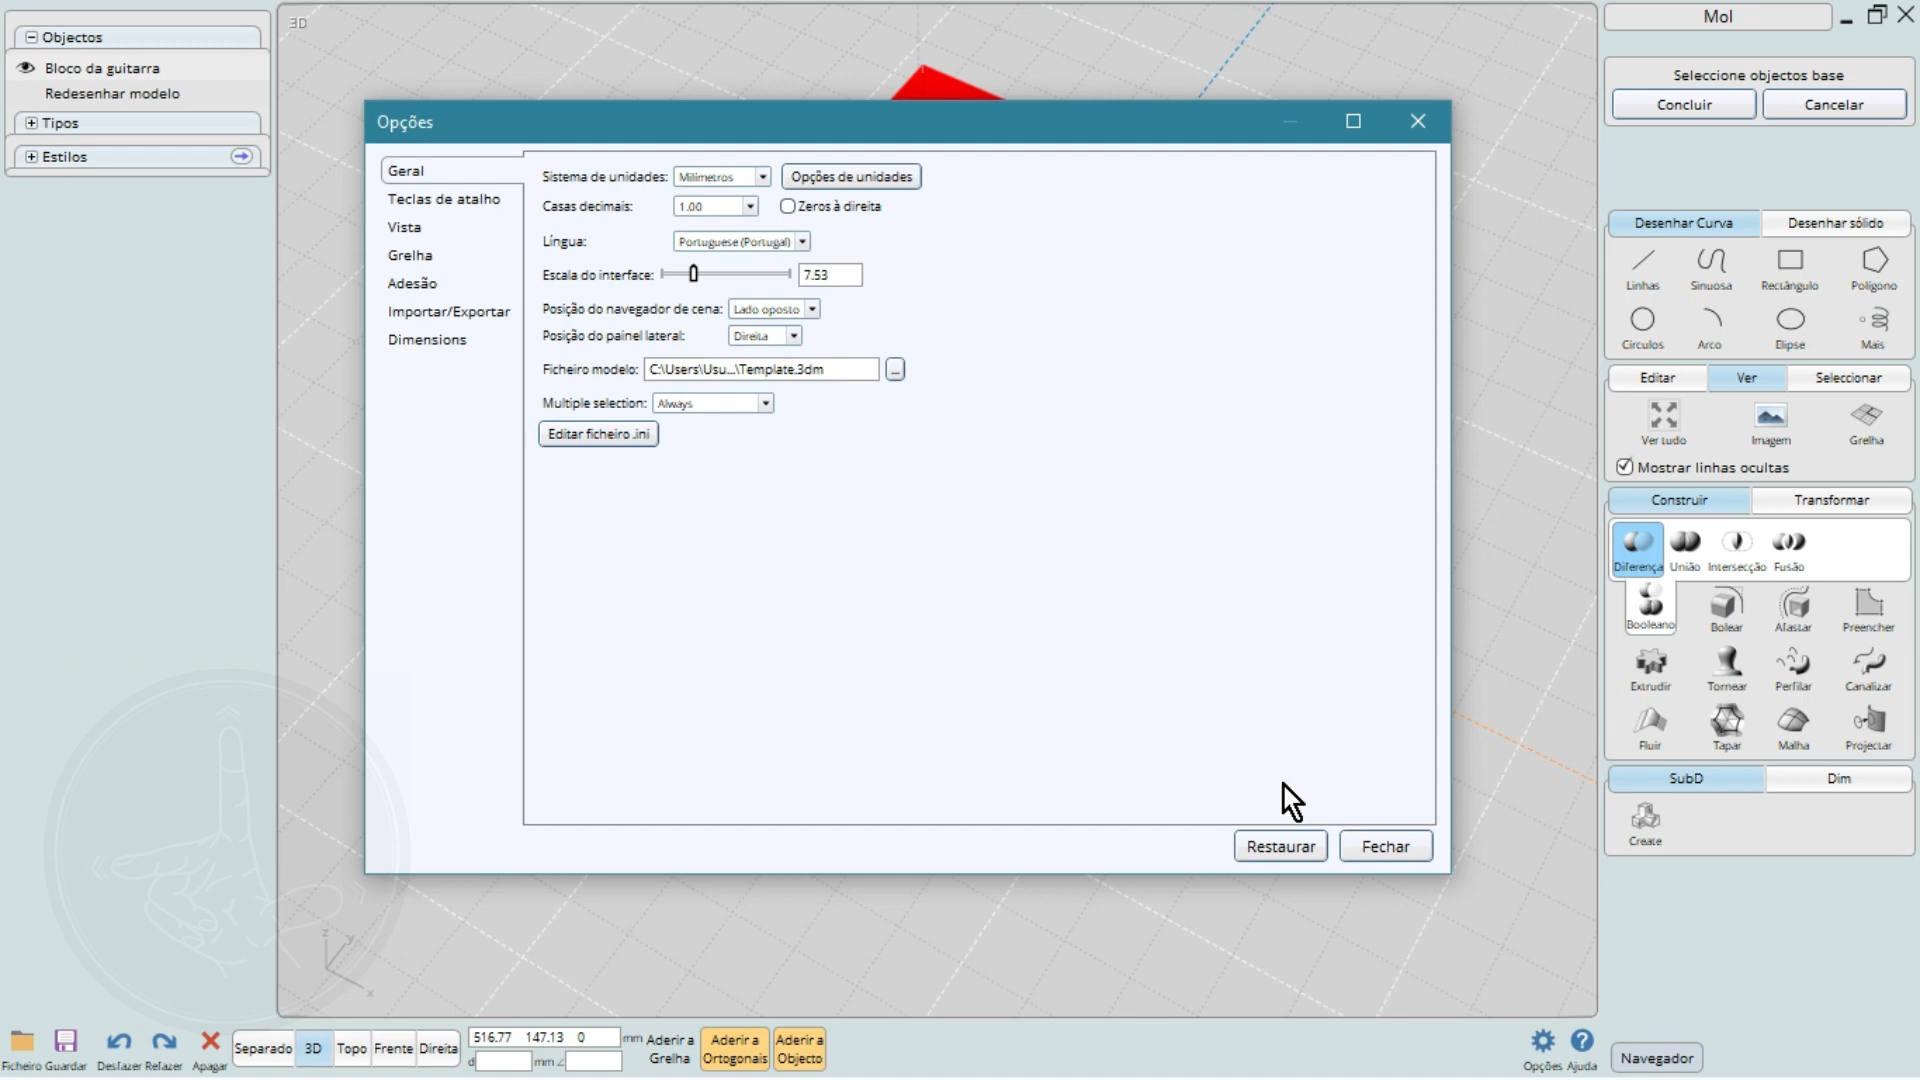 Objectos
Bloco da guitarra
Redesenhar modelo
Tipos
Estilos
3D
MoI
Seleccione objectos base
Concluir Cancelar
Opções
Geral
Teclas de atalho
Vista
Grelha
Adesão
Importar/Exportar
Dimensions
Sistema de unidades: Milímetros Opções de unidades
Casas decimais: 1.00 Zeros à direita
Língua: Portuguese (Portugal)
Escala do interface: 7.53
Posição do navegador de cena: Lado oposto
Posição do painel lateral: Direita
Ficheiro modelo: C:\Users\Usu...\Template.3dm ...
Multiple selection: Always
Editar ficheiro .ini
Restaurar Fechar
Desenhar Curva Desenhar sólido
Linhas Sinuosa Rectângulo Polígono
Círculos Arco Elipse Mais
Editar Ver Seleccionar
Ver tudo Imagem Grelha
Mostrar linhas ocultas
Construir Transformar
Diferença União Intersecção Fusão
Booleano Bolear Afastar Preencher
Extrudir Tornear Perfilar Canalizar
Fluir Tapar Malha Projectar
SubD Dim
Create
z y x
Ficheiro Guardar Desfazer Refazer Apagar
Separado 3D Topo Frente Direita
516.77 147.13 0 mm
d mm
Aderir a Grelha
Aderir a Ortogonais
Aderir a Objecto
Opções Ajuda
Navegador